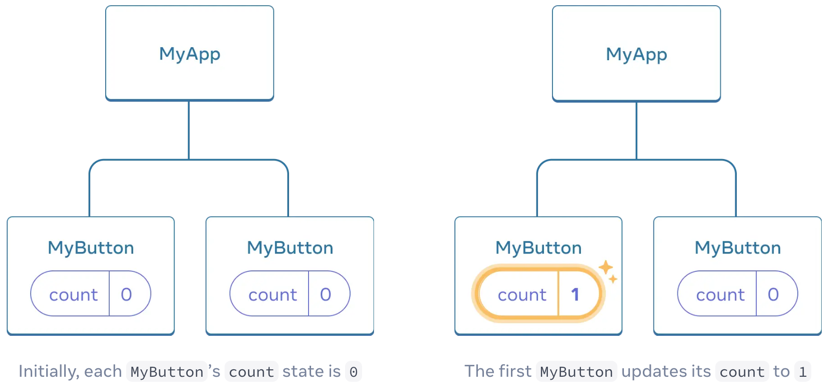 MyApp
MyButton
count 0
MyButton
count 0
Initially, each MyButton’s count state is 0
MyApp
MyButton
count 1
MyButton
count 0
The first MyButton updates its count to 1